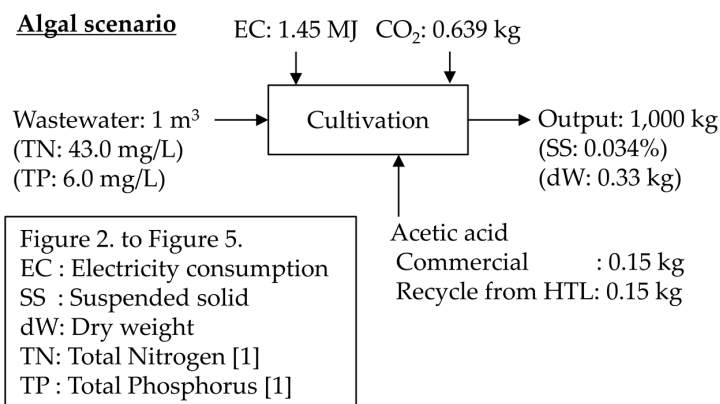 Algal scenario
EC: 1.45 MJ CO₂: 0.639 kg
Wastewater: 1 m³
(TN: 43.0 mg/L)
(TP: 6.0 mg/L)
Cultivation
Output: 1,000 kg
(SS: 0.034%)
(dW: 0.33 kg)
Acetic acid
Commercial : 0.15 kg
Recycle from HTL: 0.15 kg
Figure 2. to Figure 5.
EC : Electricity consumption
SS : Suspended solid
dW: Dry weight
TN: Total Nitrogen [1]
TP : Total Phosphorus [1]